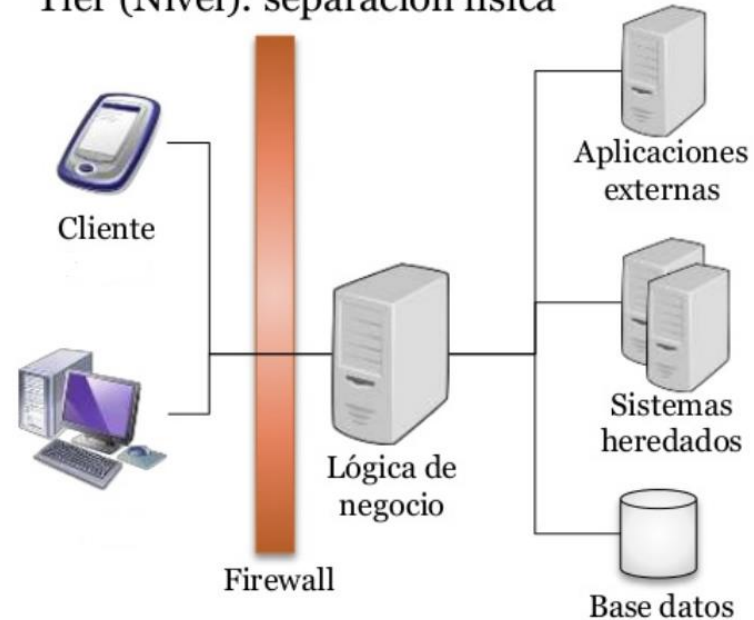 Tier (Nivel): separación física
Cliente
Firewall
Lógica de
negocio
Aplicaciones
externas
Sistemas
heredados
Base datos